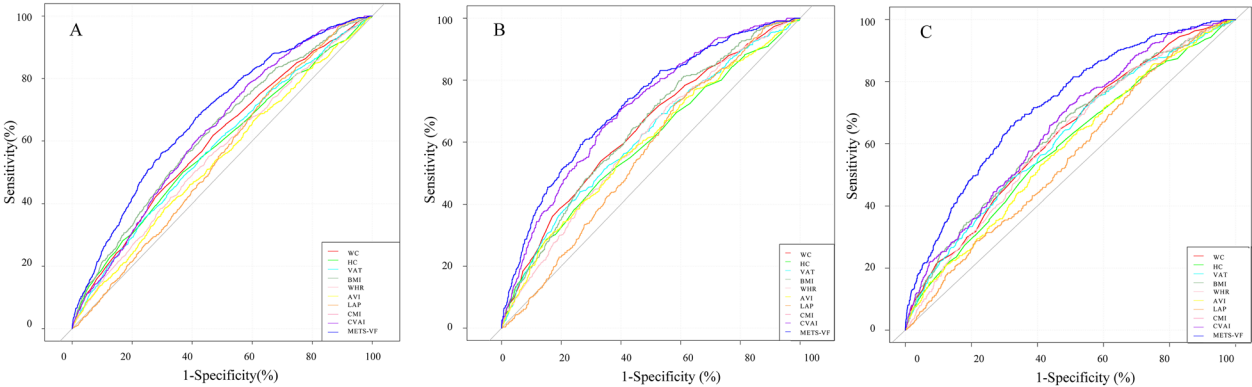 A
100
80
60
40
20
0
Sensitivity(%)
0 20 40 60 80 100
1-Specificity(%)
WC
HC
VAT
BMI
WHR
AVI
LAP
CMI
CVAI
METS-VF
B
100
80
60
40
20
0
Sensitivity (%)
0 20 40 60 80 100
1-Specificity (%)
WC
HC
VAT
BMI
WHR
AVI
LAP
CMI
CVAI
METS-VF
C
100
80
60
40
20
0
Sensitivity (%)
0 20 40 60 80 100
1-Specificity (%)
WC
HC
VAT
BMI
WHR
AVI
LAP
CMI
CVAI
METS-VF